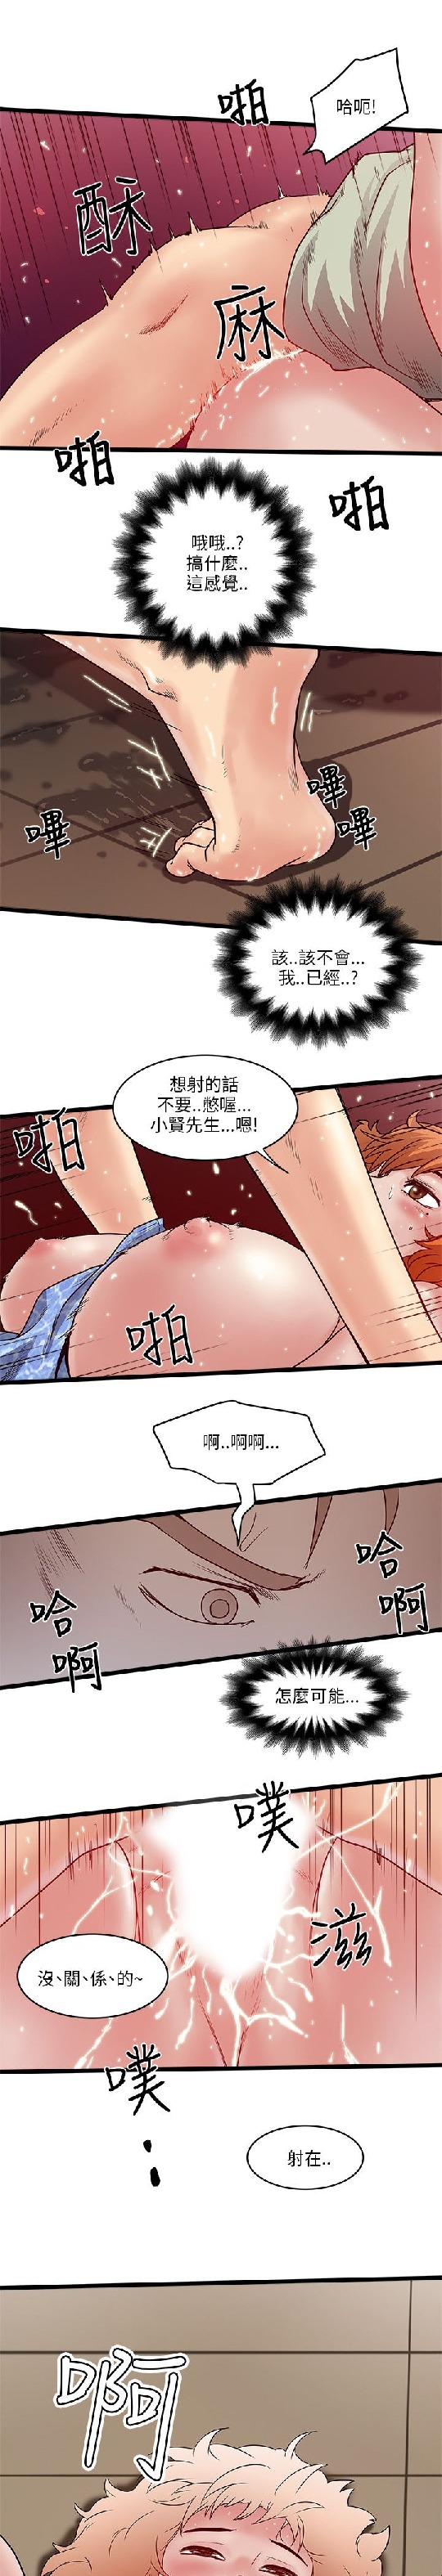 啪
哈呃!
酥
麻
啪
啪
哦哦..?
搞什麼..
這感覺..
嗶
嗶
嗶
該..該不會...
我..已經..?
想射的話
不要..憋喔...
小賢先生...嗯!
啪
啪
啊..啊啊...
哈
啊
哈
啊
怎麼可能...
噗
滋
沒、關、係、的~
噗
射在..
啊